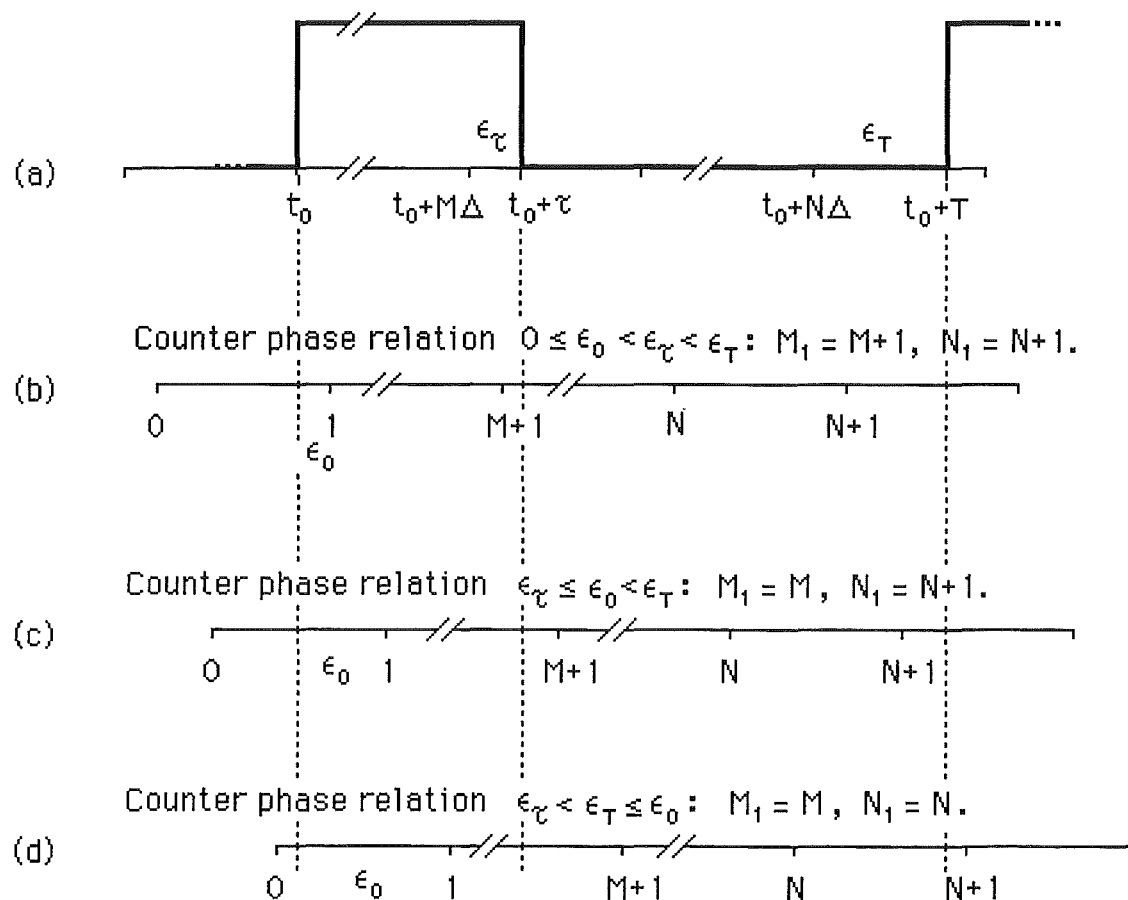 ϵ_τ ϵ_T
(a)
t₀ t₀+MΔ t₀+τ t₀+NΔ t₀+T
Counter phase relation 0 ≤ ϵ₀ < ϵ_τ < ϵ_T: M₁ = M+1, N₁ = N+1.
(b)
0 1 M+1 N N+1
ϵ₀
Counter phase relation ϵ_τ ≤ ϵ₀ < ϵ_T: M₁ = M, N₁ = N+1.
(c)
0 ϵ₀ 1 M+1 N N+1
Counter phase relation ϵ_τ < ϵ_T ≤ ϵ₀: M₁ = M, N₁ = N.
(d)
0 ϵ₀ 1 M+1 N N+1